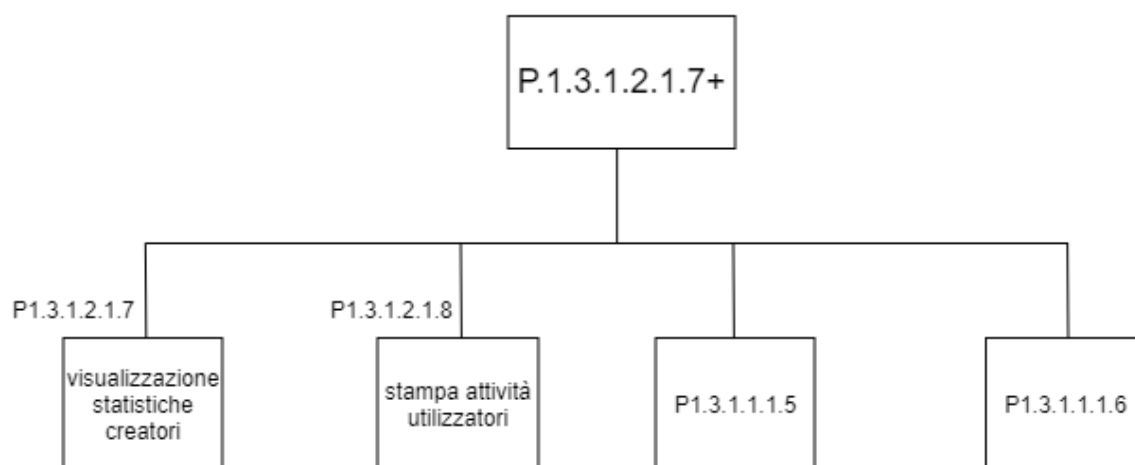 P.1.3.1.2.1.7+
P1.3.1.2.1.7
P1.3.1.2.1.8
visualizzazione
statistiche
creatori
stampa attività
utilizzatori
P1.3.1.1.1.5
P1.3.1.1.1.6